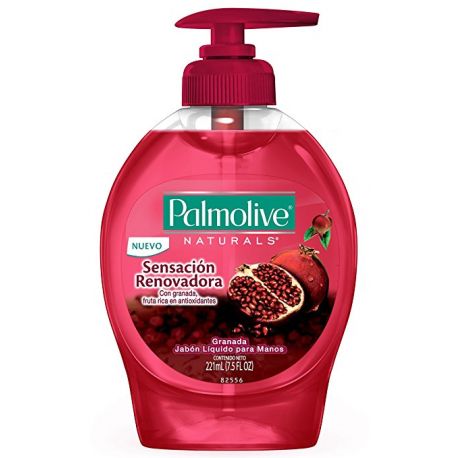 Palmolive®
NATURALS®
NUEVO
Sensación
Renovadora
Con granada,
fruta rica en antioxidantes
Granada
Jabón Líquido para Manos
CONTENIDO NETO
221mL (7.5 FL OZ)
82556